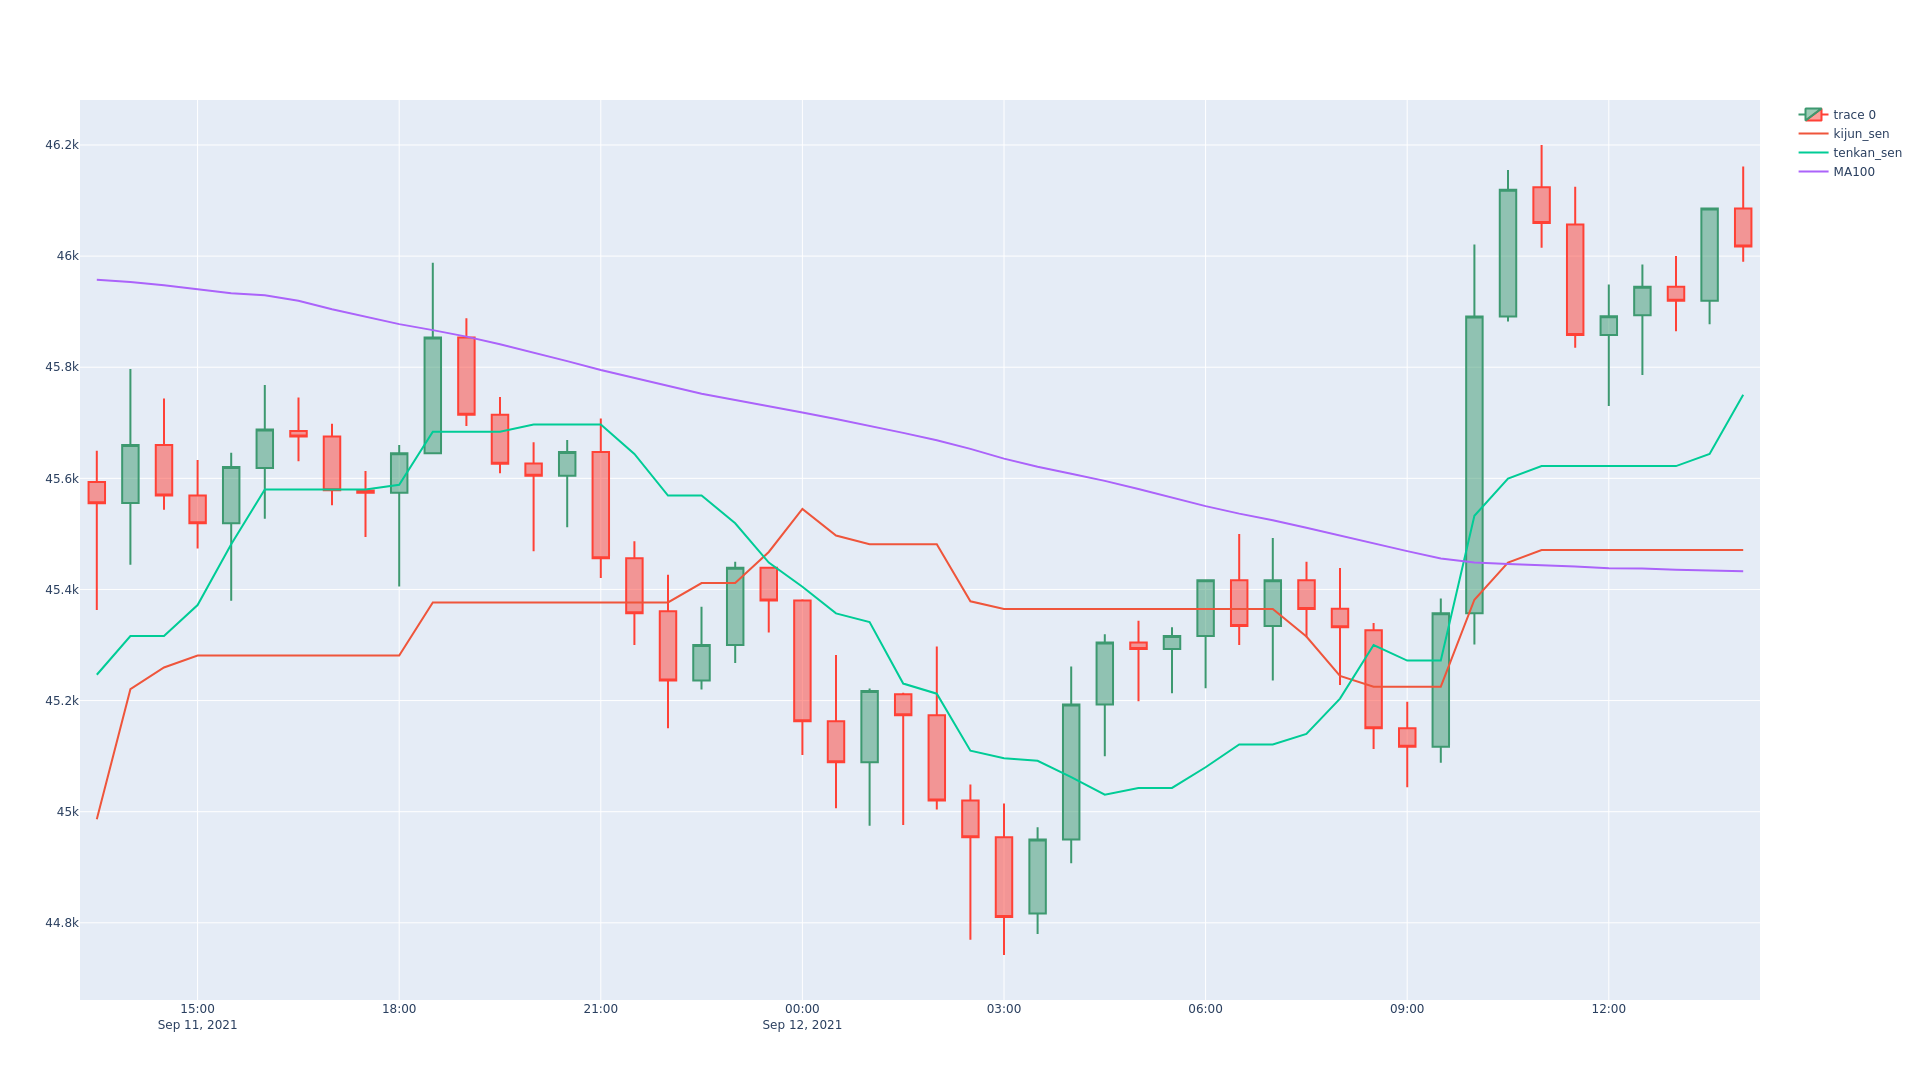 46.2k
46k
45.8k
45.6k
45.4k
45.2k
45k
44.8k
15:00
Sep 11, 2021
18:00
21:00
00:00
Sep 12, 2021
03:00
06:00
09:00
12:00
trace 0
kijun_sen
tenkan_sen
MA100